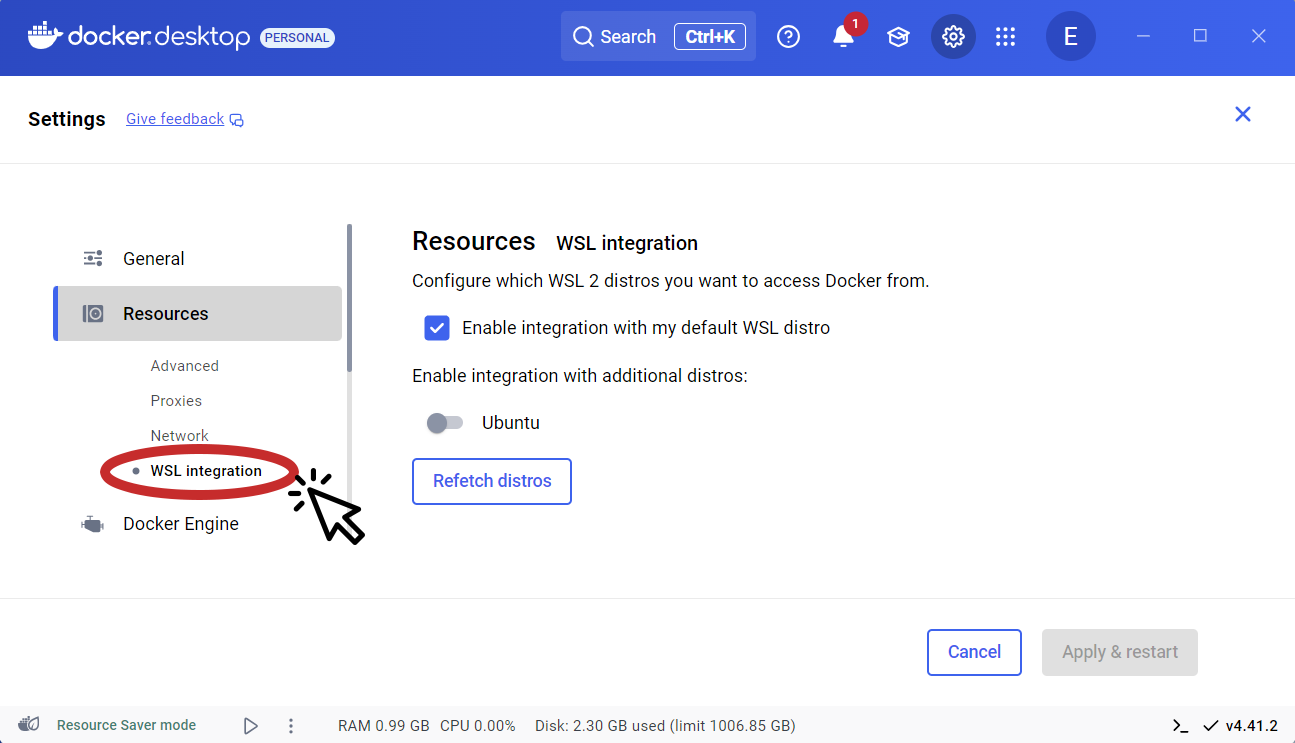 docker.desktop PERSONAL Search Ctrl+K 1 E
Settings Give feedback
General
Resources
Advanced
Proxies
Network
WSL integration
Docker Engine
Resources WSL integration
Configure which WSL 2 distros you want to access Docker from.
Enable integration with my default WSL distro
Enable integration with additional distros:
Ubuntu
Refetch distros
Cancel Apply & restart
Resource Saver mode RAM 0.99 GB CPU 0.00% Disk: 2.30 GB used (limit 1006.85 GB) v4.41.2